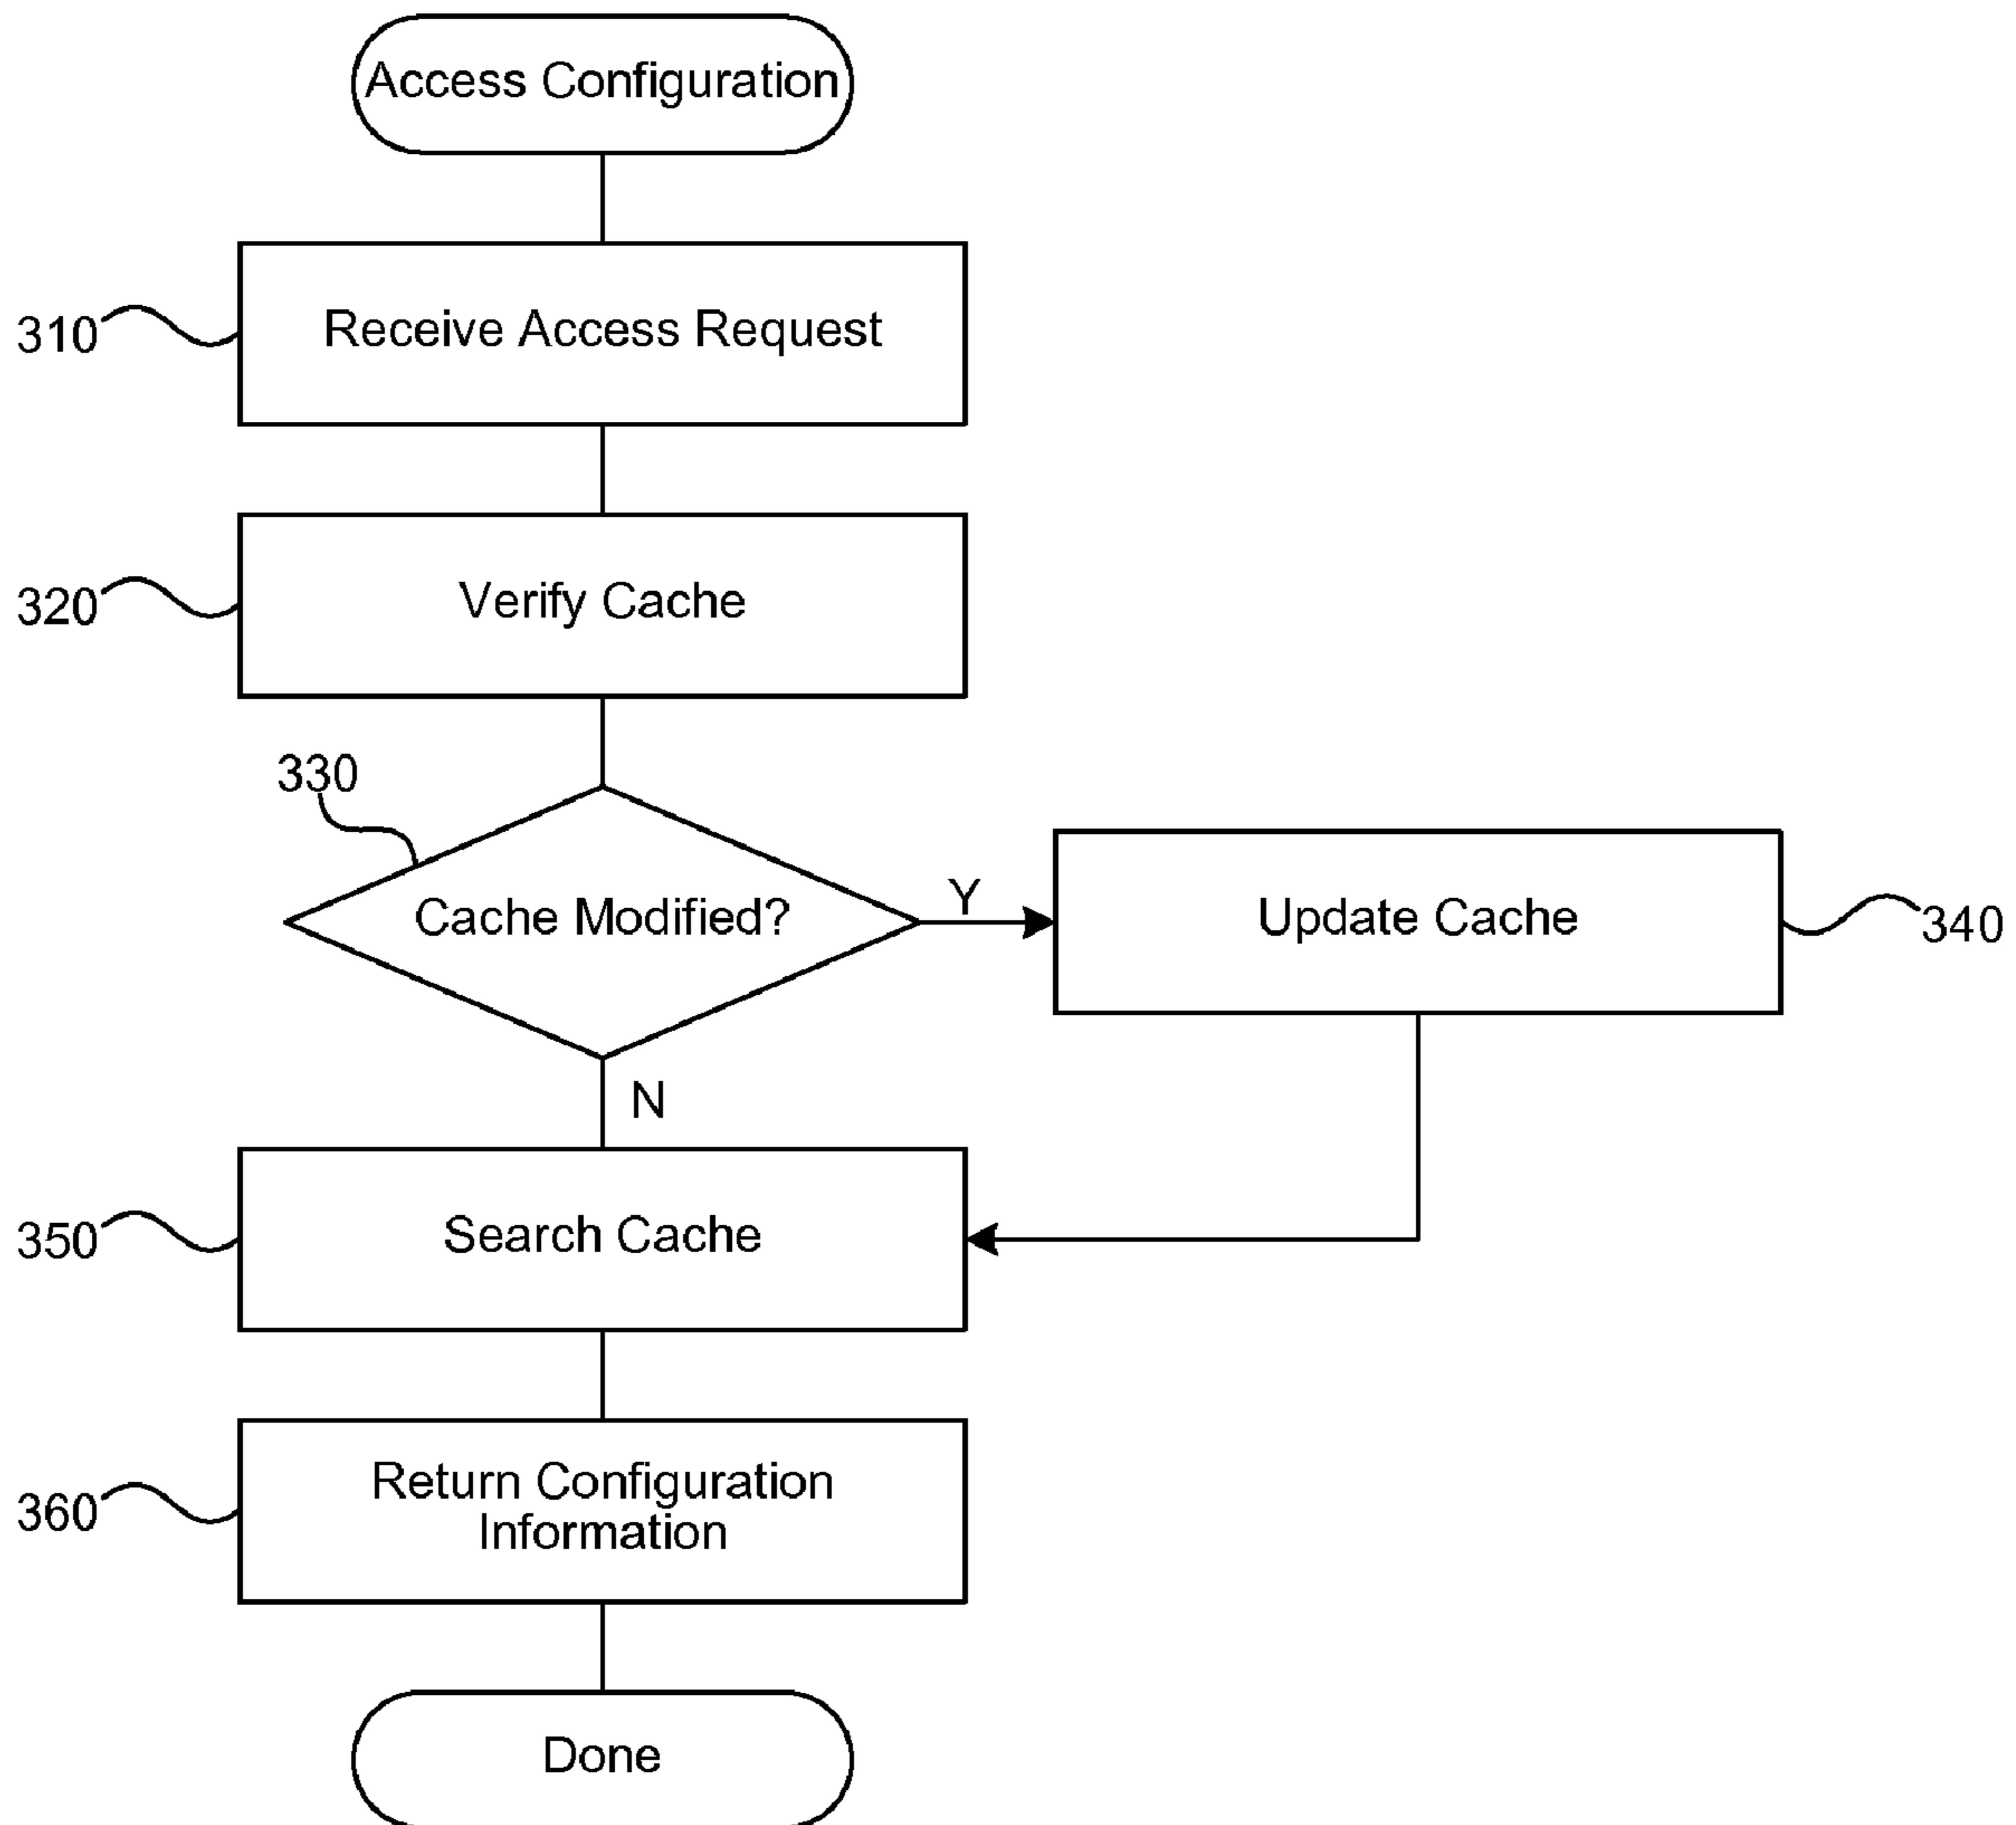 Access Configuration
310
Receive Access Request
320
Verify Cache
330
Cache Modified?
Y
Update Cache
340
N
350
Search Cache
360
Return Configuration
Information
Done